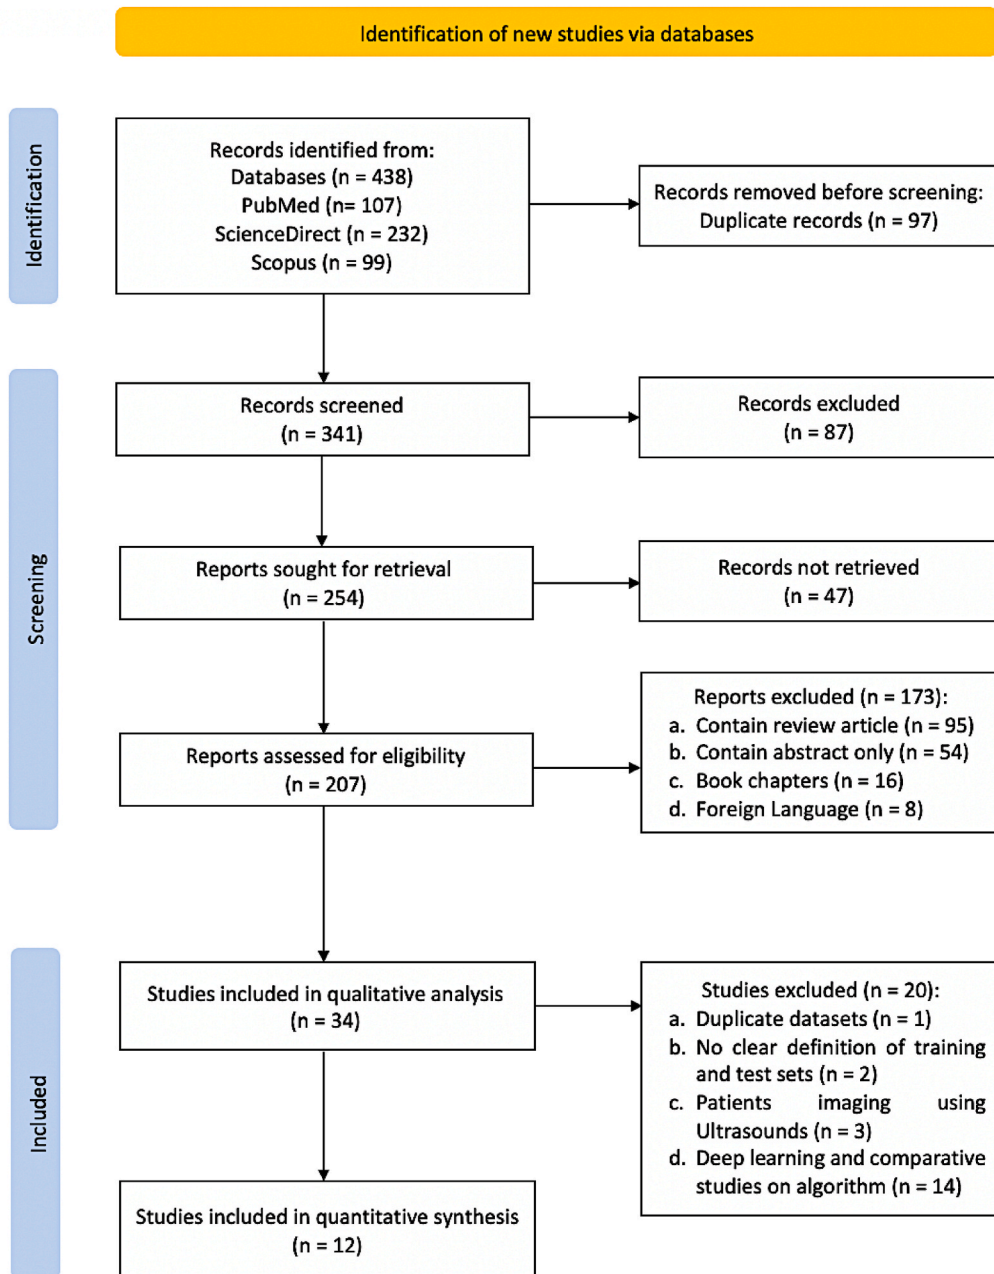 Identification of new studies via databases
Identification
Records identified from:
Databases (n = 438)
PubMed (n= 107)
ScienceDirect (n = 232)
Scopus (n = 99)
Records removed before screening:
Duplicate records (n = 97)
Screening
Records screened
(n = 341)
Records excluded
(n = 87)
Reports sought for retrieval
(n = 254)
Records not retrieved
(n = 47)
Reports assessed for eligibility
(n = 207)
Reports excluded (n = 173):
a. Contain review article (n = 95)
b. Contain abstract only (n = 54)
c. Book chapters (n = 16)
d. Foreign Language (n = 8)
Included
Studies included in qualitative analysis
(n = 34)
Studies excluded (n = 20):
a. Duplicate datasets (n = 1)
b. No clear definition of training
and test sets (n = 2)
c. Patients imaging using
Ultrasounds (n = 3)
d. Deep learning and comparative
studies on algorithm (n = 14)
Studies included in quantitative synthesis
(n = 12)